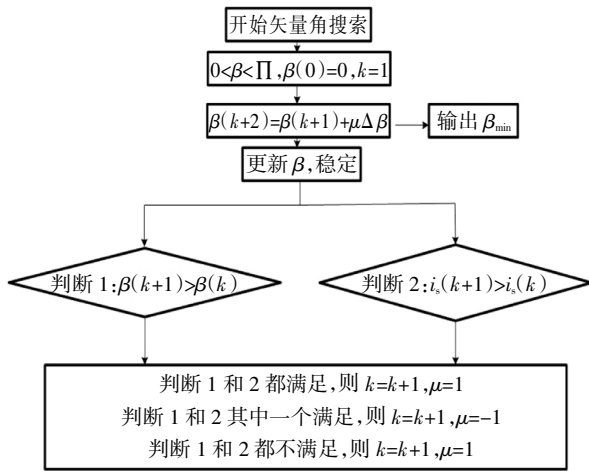 开始矢量角搜索
0<β<∏,β(0)=0,k=1
β(k+2)=β(k+1)+μΔβ
输出 βmin
更新 β,稳定
判断 1:β(k+1)>β(k)
判断 2:is(k+1)>is(k)
判断 1 和 2 都满足,则 k=k+1,μ=1
判断 1 和 2 其中一个满足,则 k=k+1,μ=-1
判断 1 和 2 都不满足,则 k=k+1,μ=1